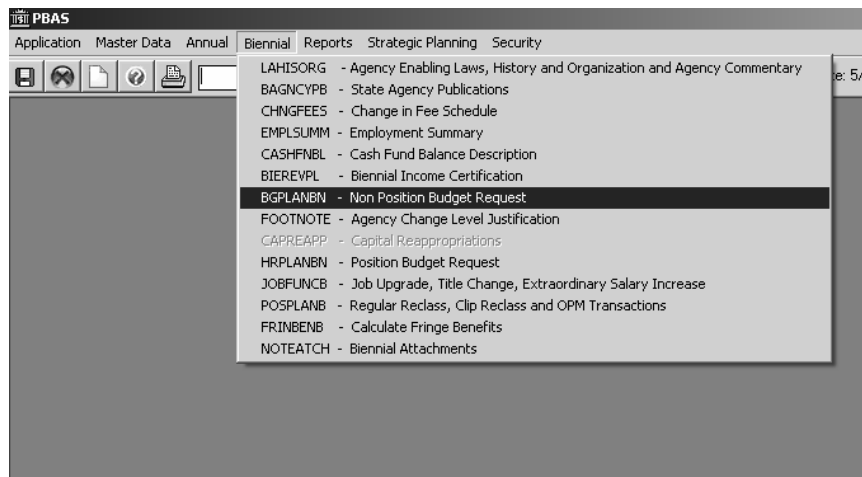 PBAS
Application Master Data Annual Biennial Reports Strategic Planning Security
LAHISORG - Agency Enabling Laws, History and Organization and Agency Commentary
e: 5/
BAGNCYPB - State Agency Publications
CHNGFEES - Change in Fee Schedule
EMPLSUMM - Employment Summary
CASHFNBL - Cash Fund Balance Description
BIEREVPL - Biennial Income Certification
BGPLANBN - Non Position Budget Request
FOOTNOTE - Agency Change Level Justification
CAPREAPP - Capital Reappropriations
HRPLANBN - Position Budget Request
JOBFUNCB - Job Upgrade, Title Change, Extraordinary Salary Increase
POSPLANB - Regular Reclass, Clip Reclass and OPM Transactions
FRINBENB - Calculate Fringe Benefits
NOTEATCH - Biennial Attachments